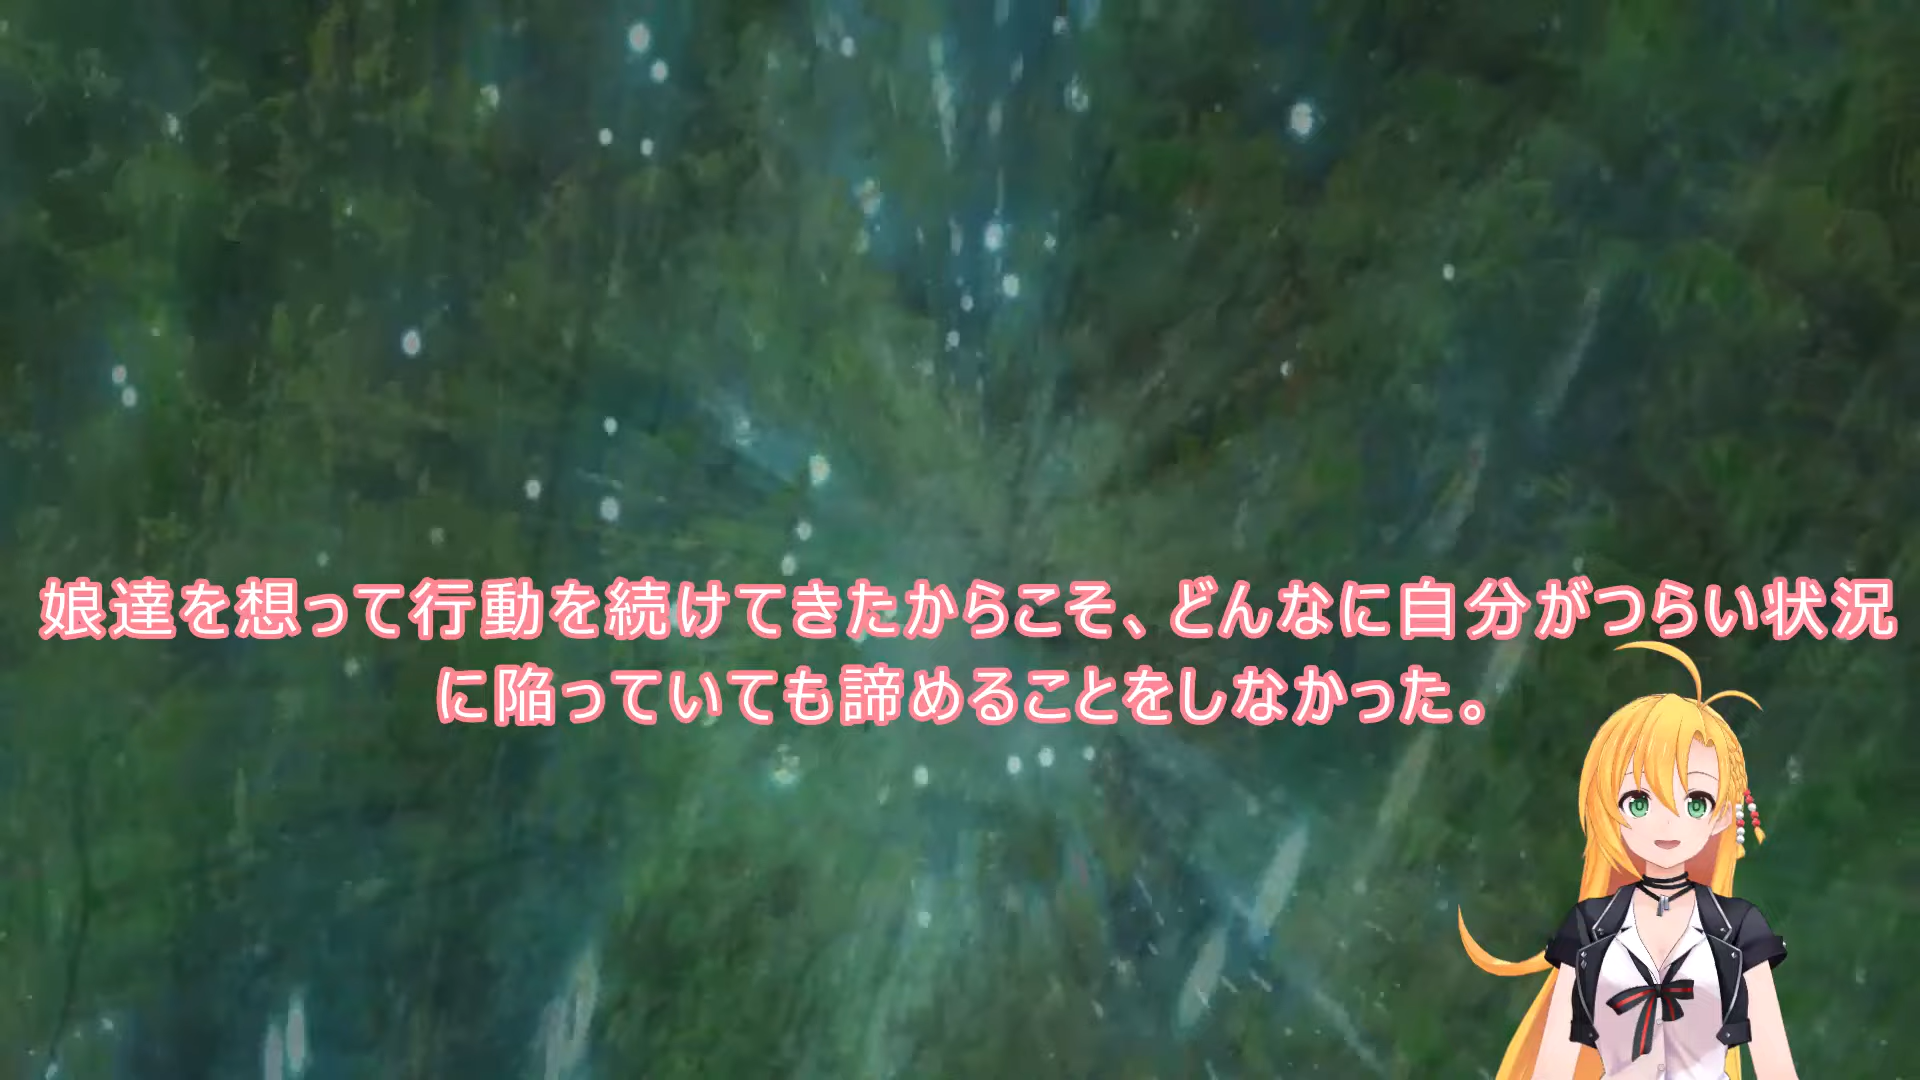 娘達を想って行動を続けてきたからこそ、どんなに自分がつらい状況
に陥っていても諦めることをしなかった。